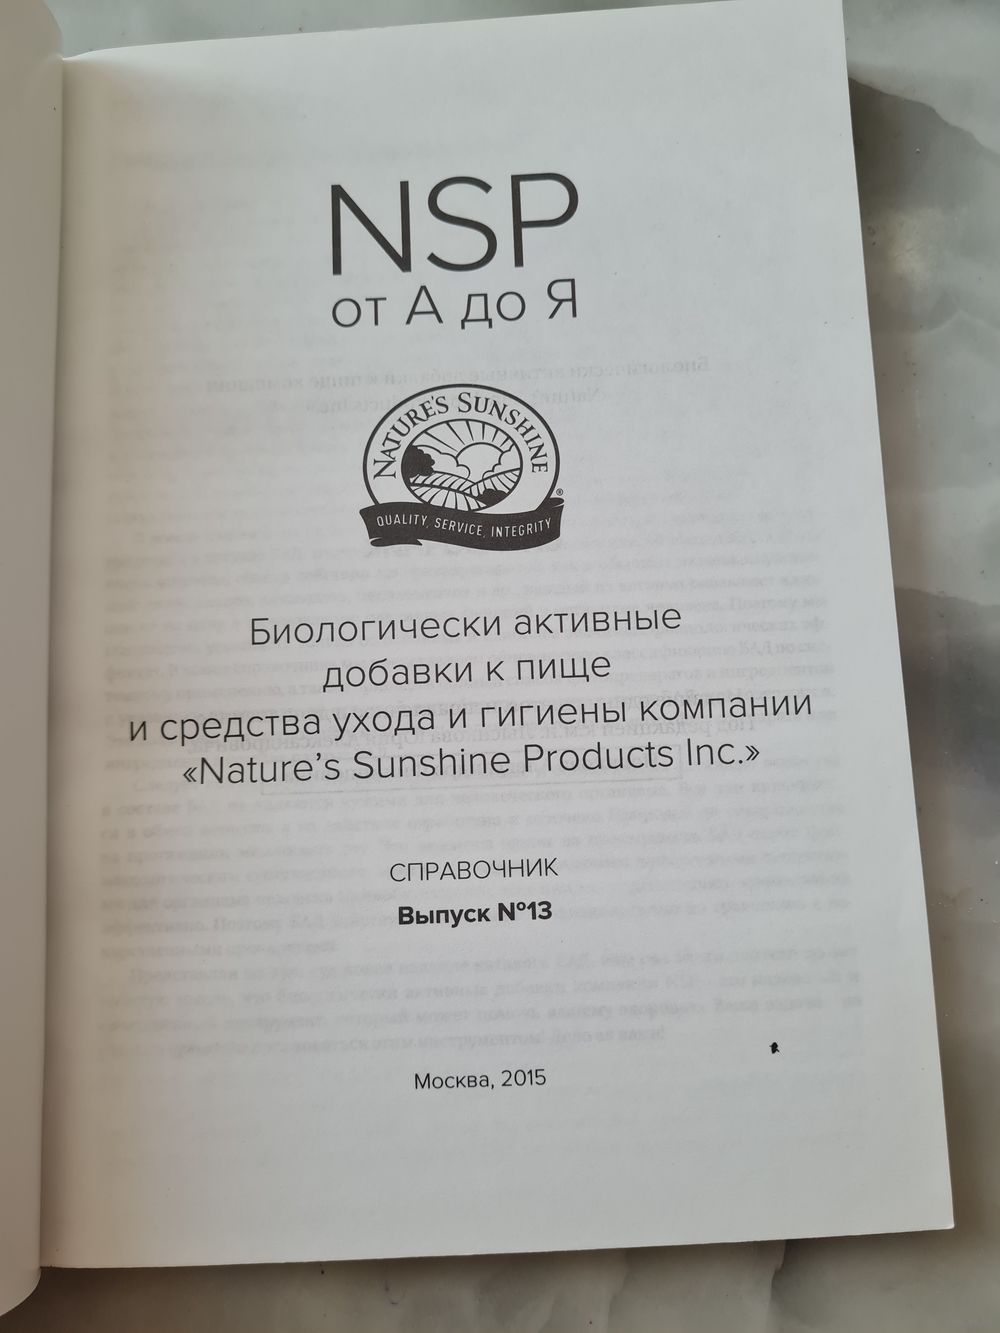 NSP
от А до Я
NATURE'S SUNSHINE
®
QUALITY, SERVICE, INTEGRITY
Биологически активные
добавки к пище
и средства ухода и гигиены компании
«Nature's Sunshine Products Inc.»
СПРАВОЧНИК
Выпуск №13
Москва, 2015